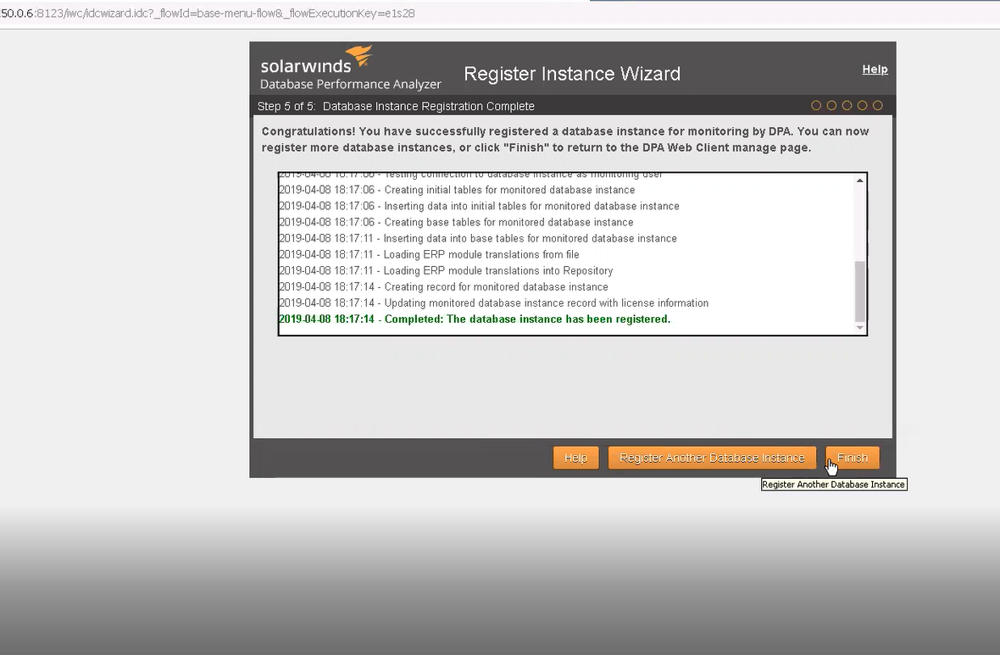 50.0.6:8123/iwc/idcwizard.idc?_flowId=base-menu-flow&_flowExecutionKey=e1s28
solarwinds
Database Performance Analyzer
Register Instance Wizard
Help
Step 5 of 5: Database Instance Registration Complete
Congratulations! You have successfully registered a database instance for monitoring by DPA. You can now
register more database instances, or click "Finish" to return to the DPA Web Client manage page.
2019-04-08 18:17:06 - Testing connection to database instance as monitoring user
2019-04-08 18:17:06 - Creating initial tables for monitored database instance
2019-04-08 18:17:06 - Inserting data into initial tables for monitored database instance
2019-04-08 18:17:06 - Creating base tables for monitored database instance
2019-04-08 18:17:11 - Inserting data into base tables for monitored database instance
2019-04-08 18:17:11 - Loading ERP module translations from file
2019-04-08 18:17:11 - Loading ERP module translations into Repository
2019-04-08 18:17:14 - Creating record for monitored database instance
2019-04-08 18:17:14 - Updating monitored database instance record with license information
2019-04-08 18:17:14 - Completed: The database instance has been registered.
Help
Register Another Database Instance
Finish
Register Another Database Instance